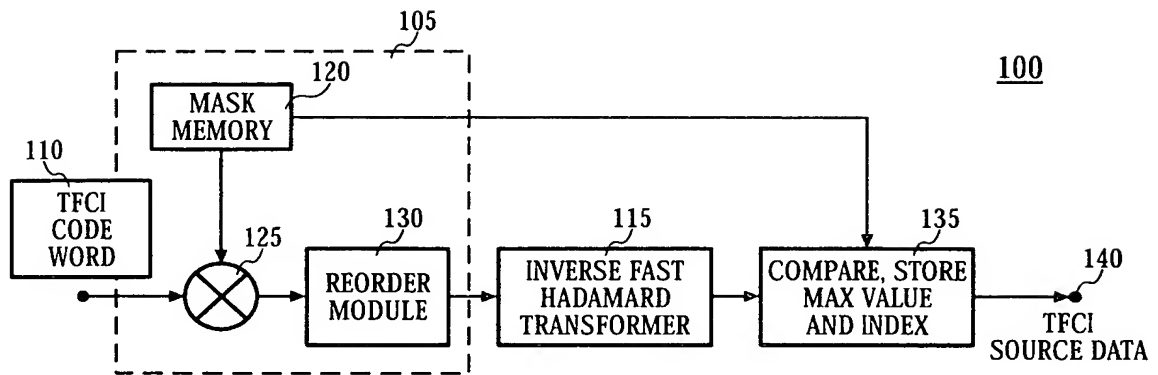 105
100
120
MASK
MEMORY
110
TFCI
CODE
WORD
125
130
REORDER
MODULE
115
INVERSE FAST
HADAMARD
TRANSFORMER
135
COMPARE, STORE
MAX VALUE
AND INDEX
140
TFCI
SOURCE DATA